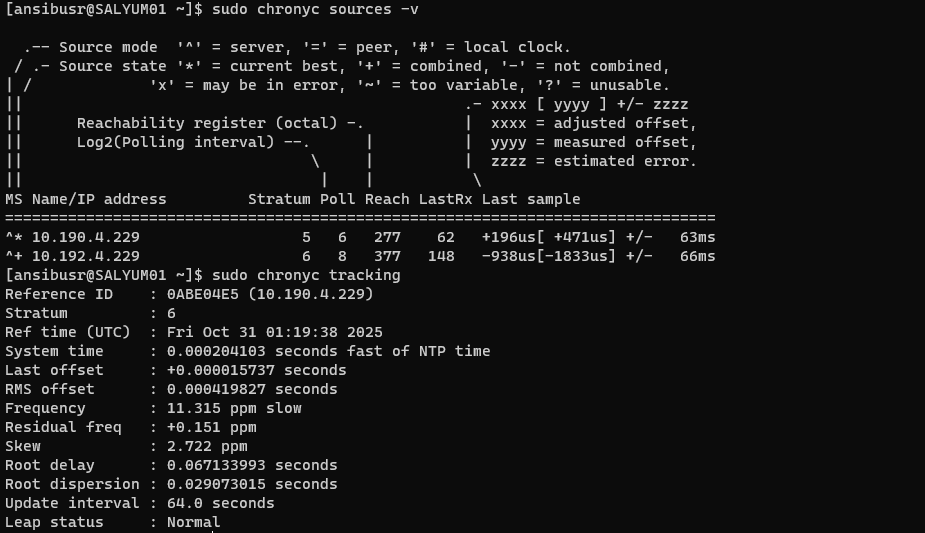 [ansibusr@SALYUM01 ~]$ sudo chronyc sources -v

  .-- Source mode  '^' = server, '=' = peer, '#' = local clock.
 / .- Source state '*' = current best, '+' = combined, '-' = not combined,
| /             'x' = may be in error, '~' = too variable, '?' = unusable.
||                                                 .- xxxx [ yyyy ] +/- zzzz
||      Reachability register (octal) -.           |  xxxx = adjusted offset,
||      Log2(Polling interval) --.      |          |  yyyy = measured offset,
||                                \     |          |  zzzz = estimated error.
||                                 |    |           \
MS Name/IP address         Stratum Poll Reach LastRx Last sample
===============================================================================
^* 10.190.4.229                  5   6   277    62   +196us[ +471us] +/-   63ms
^+ 10.192.4.229                  6   8   377   148   -938us[-1833us] +/-   66ms
[ansibusr@SALYUM01 ~]$ sudo chronyc tracking
Reference ID    : 0ABE04E5 (10.190.4.229)
Stratum         : 6
Ref time (UTC)  : Fri Oct 31 01:19:38 2025
System time     : 0.000204103 seconds fast of NTP time
Last offset     : +0.000015737 seconds
RMS offset      : 0.000419827 seconds
Frequency       : 11.315 ppm slow
Residual freq   : +0.151 ppm
Skew            : 2.722 ppm
Root delay      : 0.067133993 seconds
Root dispersion : 0.029073015 seconds
Update interval : 64.0 seconds
Leap status     : Normal